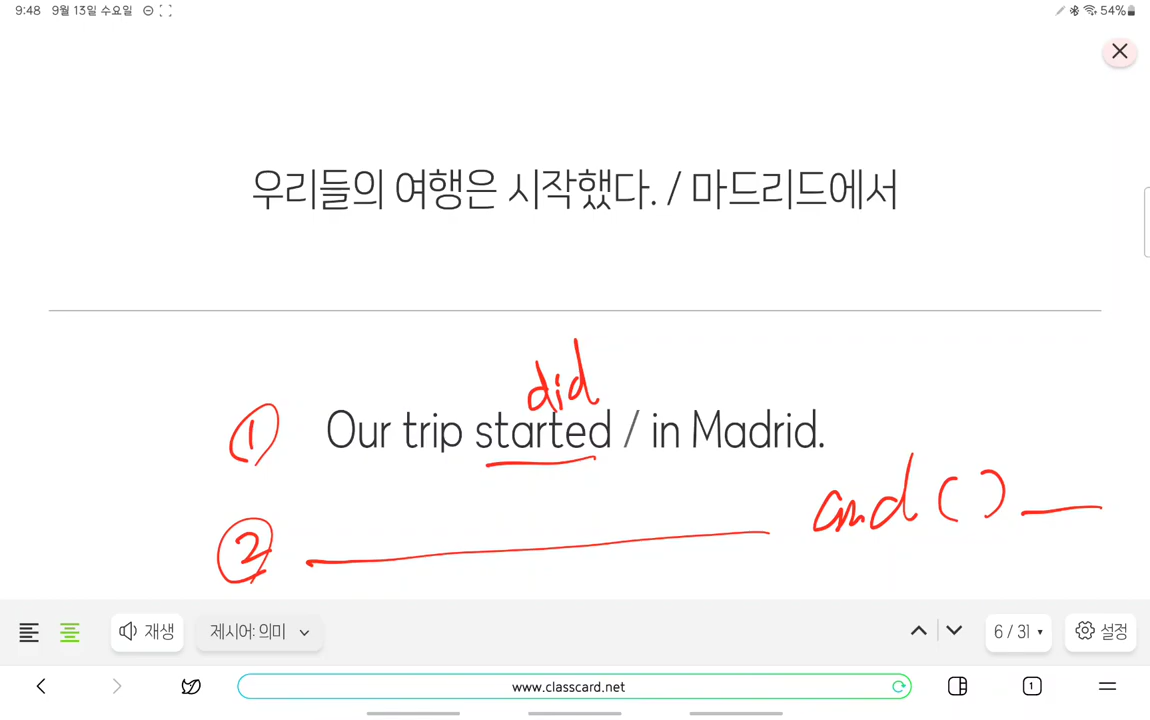 9:48 9월 13일 수요일 54%
우리들의 여행은 시작했다. / 마드리드에서
did
① Our trip started / in Madrid.
② and ( )
재생 제시어: 의미 6 / 31 설정
www.classcard.net 1